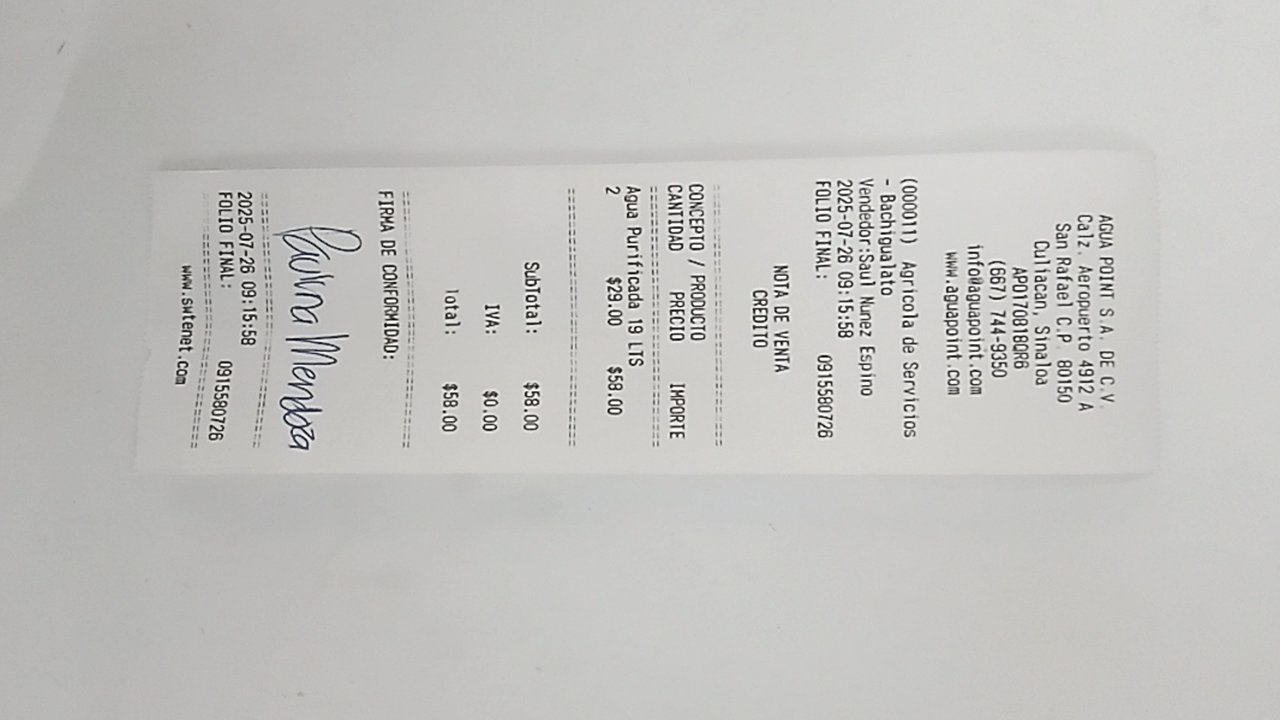 AGUA POINT S.A. DE C.V.
Calz. Aeropuerto 4912 A
San Rafael C.P. 80150
Culiacan, Sinaloa
APO170818QR6
(667) 744-9350
info@aguapoint.com
www.aguapoint.com
(000011) Agricola de Servicios
- Bachigualato
Vendedor:Saul Nunez Espino
2025-07-26 09:15:58
FOLIO FINAL: 0915580726
NOTA DE VENTA
CREDITO
==============================
CONCEPTO / PRODUCTO
CANTIDAD PRECIO IMPORTE
==============================
Agua Purificada 19 LTS
2 $29.00 $58.00
==============================
SubTotal: $58.00
IVA: $0.00
Total: $58.00
==============================
FIRMA DE CONFORMIDAD:
Paulina Mendoza
==============================
2025-07-26 09:15:58
FOLIO FINAL: 0915580726
==============================
www.swtenet.com